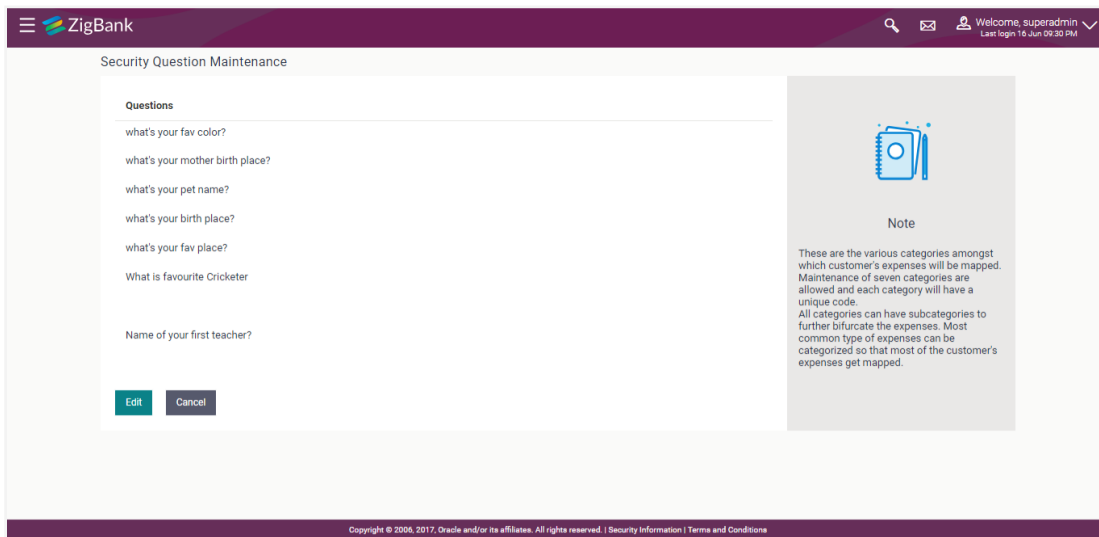 ZigBank
Welcome, superadmin
Last login 16 Jun 09:30 PM
Security Question Maintenance
Questions
what's your fav color?
what's your mother birth place?
what's your pet name?
what's your birth place?
what's your fav place?
What is favourite Cricketer
Name of your first teacher?
Edit
Cancel
Note
These are the various categories amongst
which customer's expenses will be mapped.
Maintenance of seven categories are
allowed and each category will have a
unique code.
All categories can have subcategories to
further bifurcate the expenses. Most
common type of expenses can be
categorized so that most of the customer's
expenses get mapped.
Copyright © 2006, 2017, Oracle and/or its affiliates. All rights reserved. | Security Information | Terms and Conditions